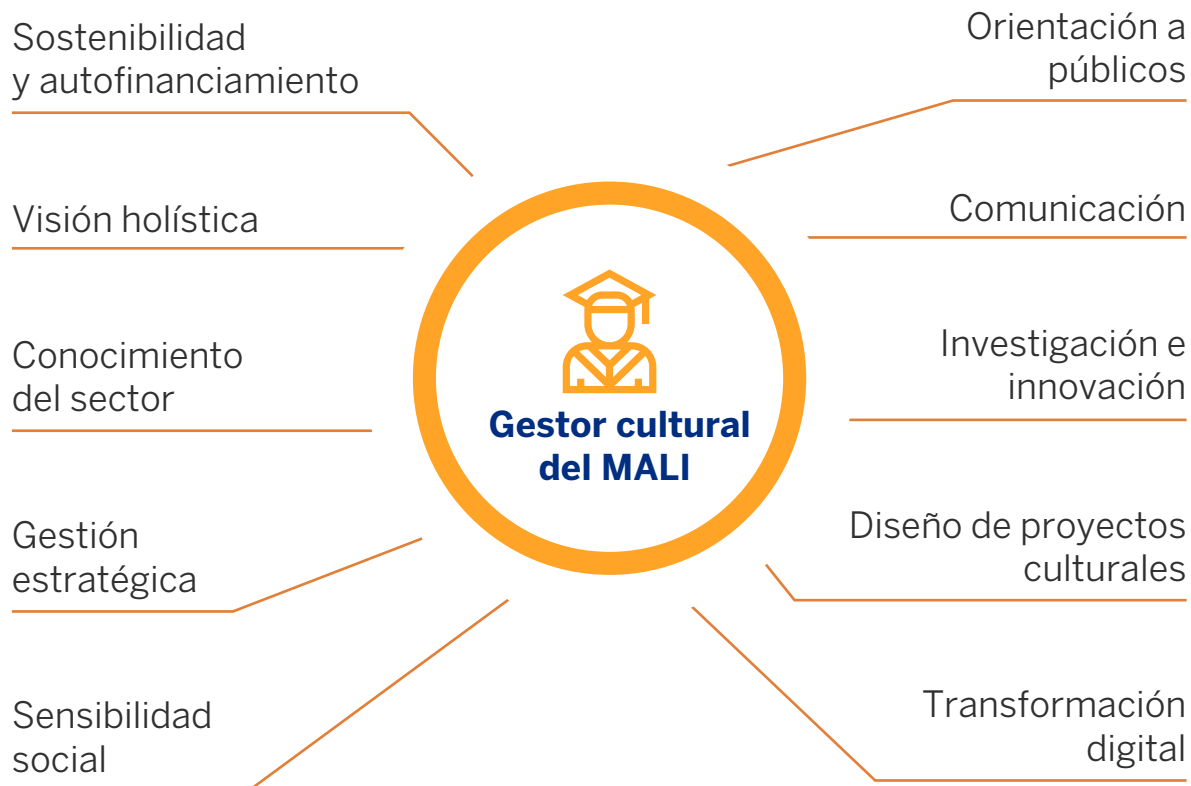 Sostenibilidad
y autofinanciamiento
Visión holística
Conocimiento
del sector
Gestión
estratégica
Sensibilidad
social
Gestor cultural
del MALI
Orientación a
públicos
Comunicación
Investigación e
innovación
Diseño de proyectos
culturales
Transformación
digital